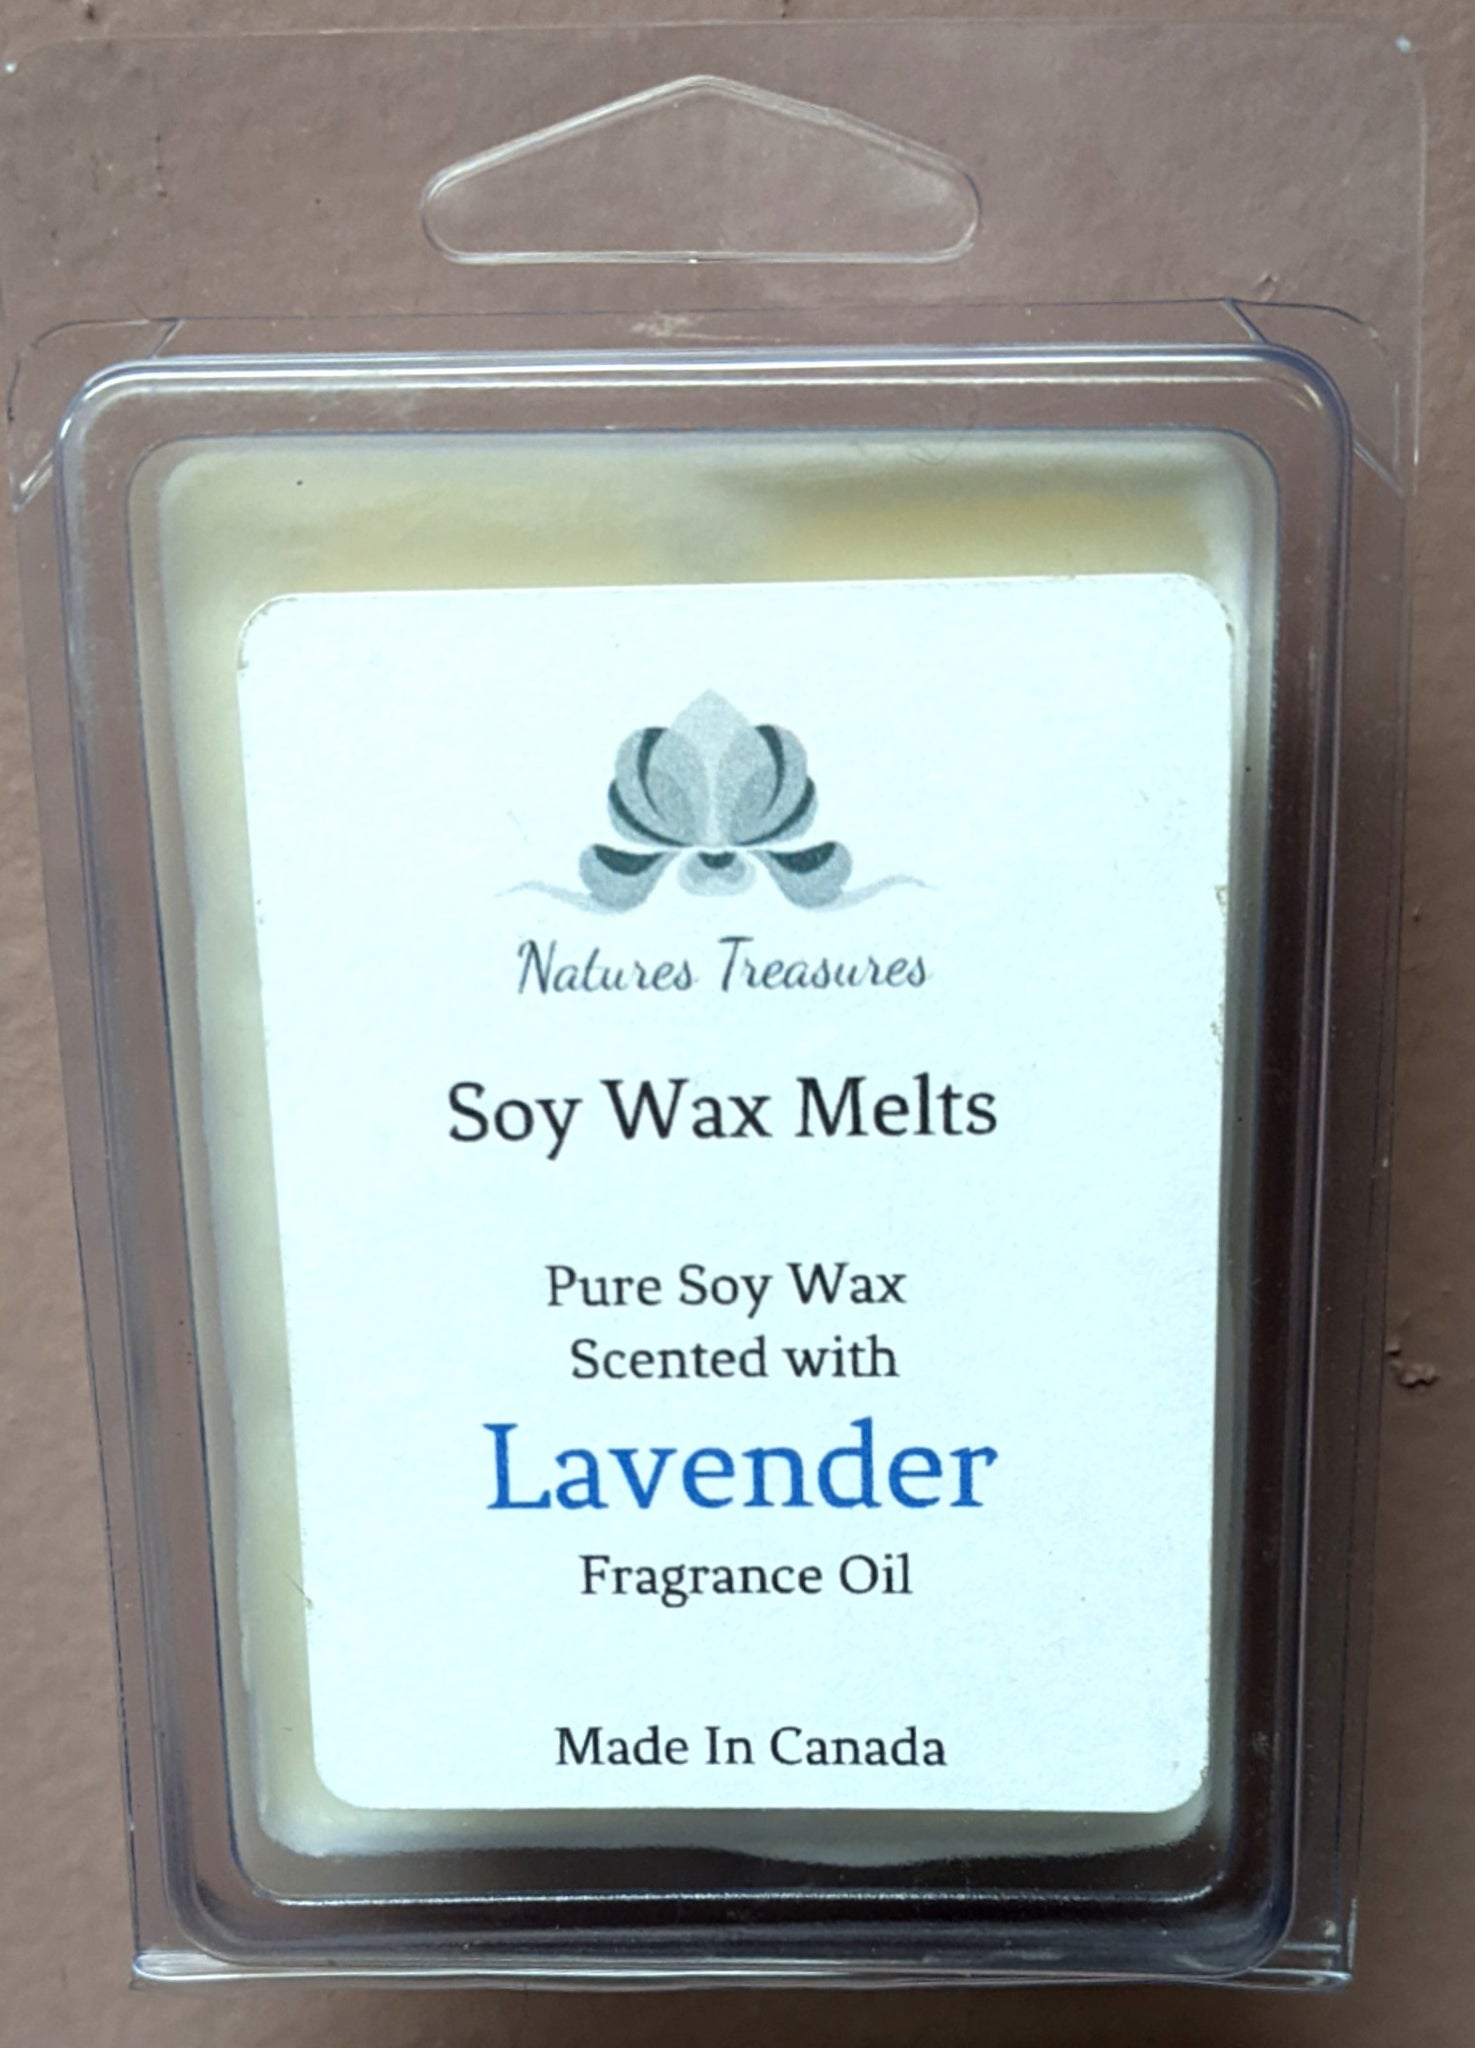 Natures Treasures
Soy Wax Melts
Pure Soy Wax
Scented with
Lavender
Fragrance Oil
Made In Canada